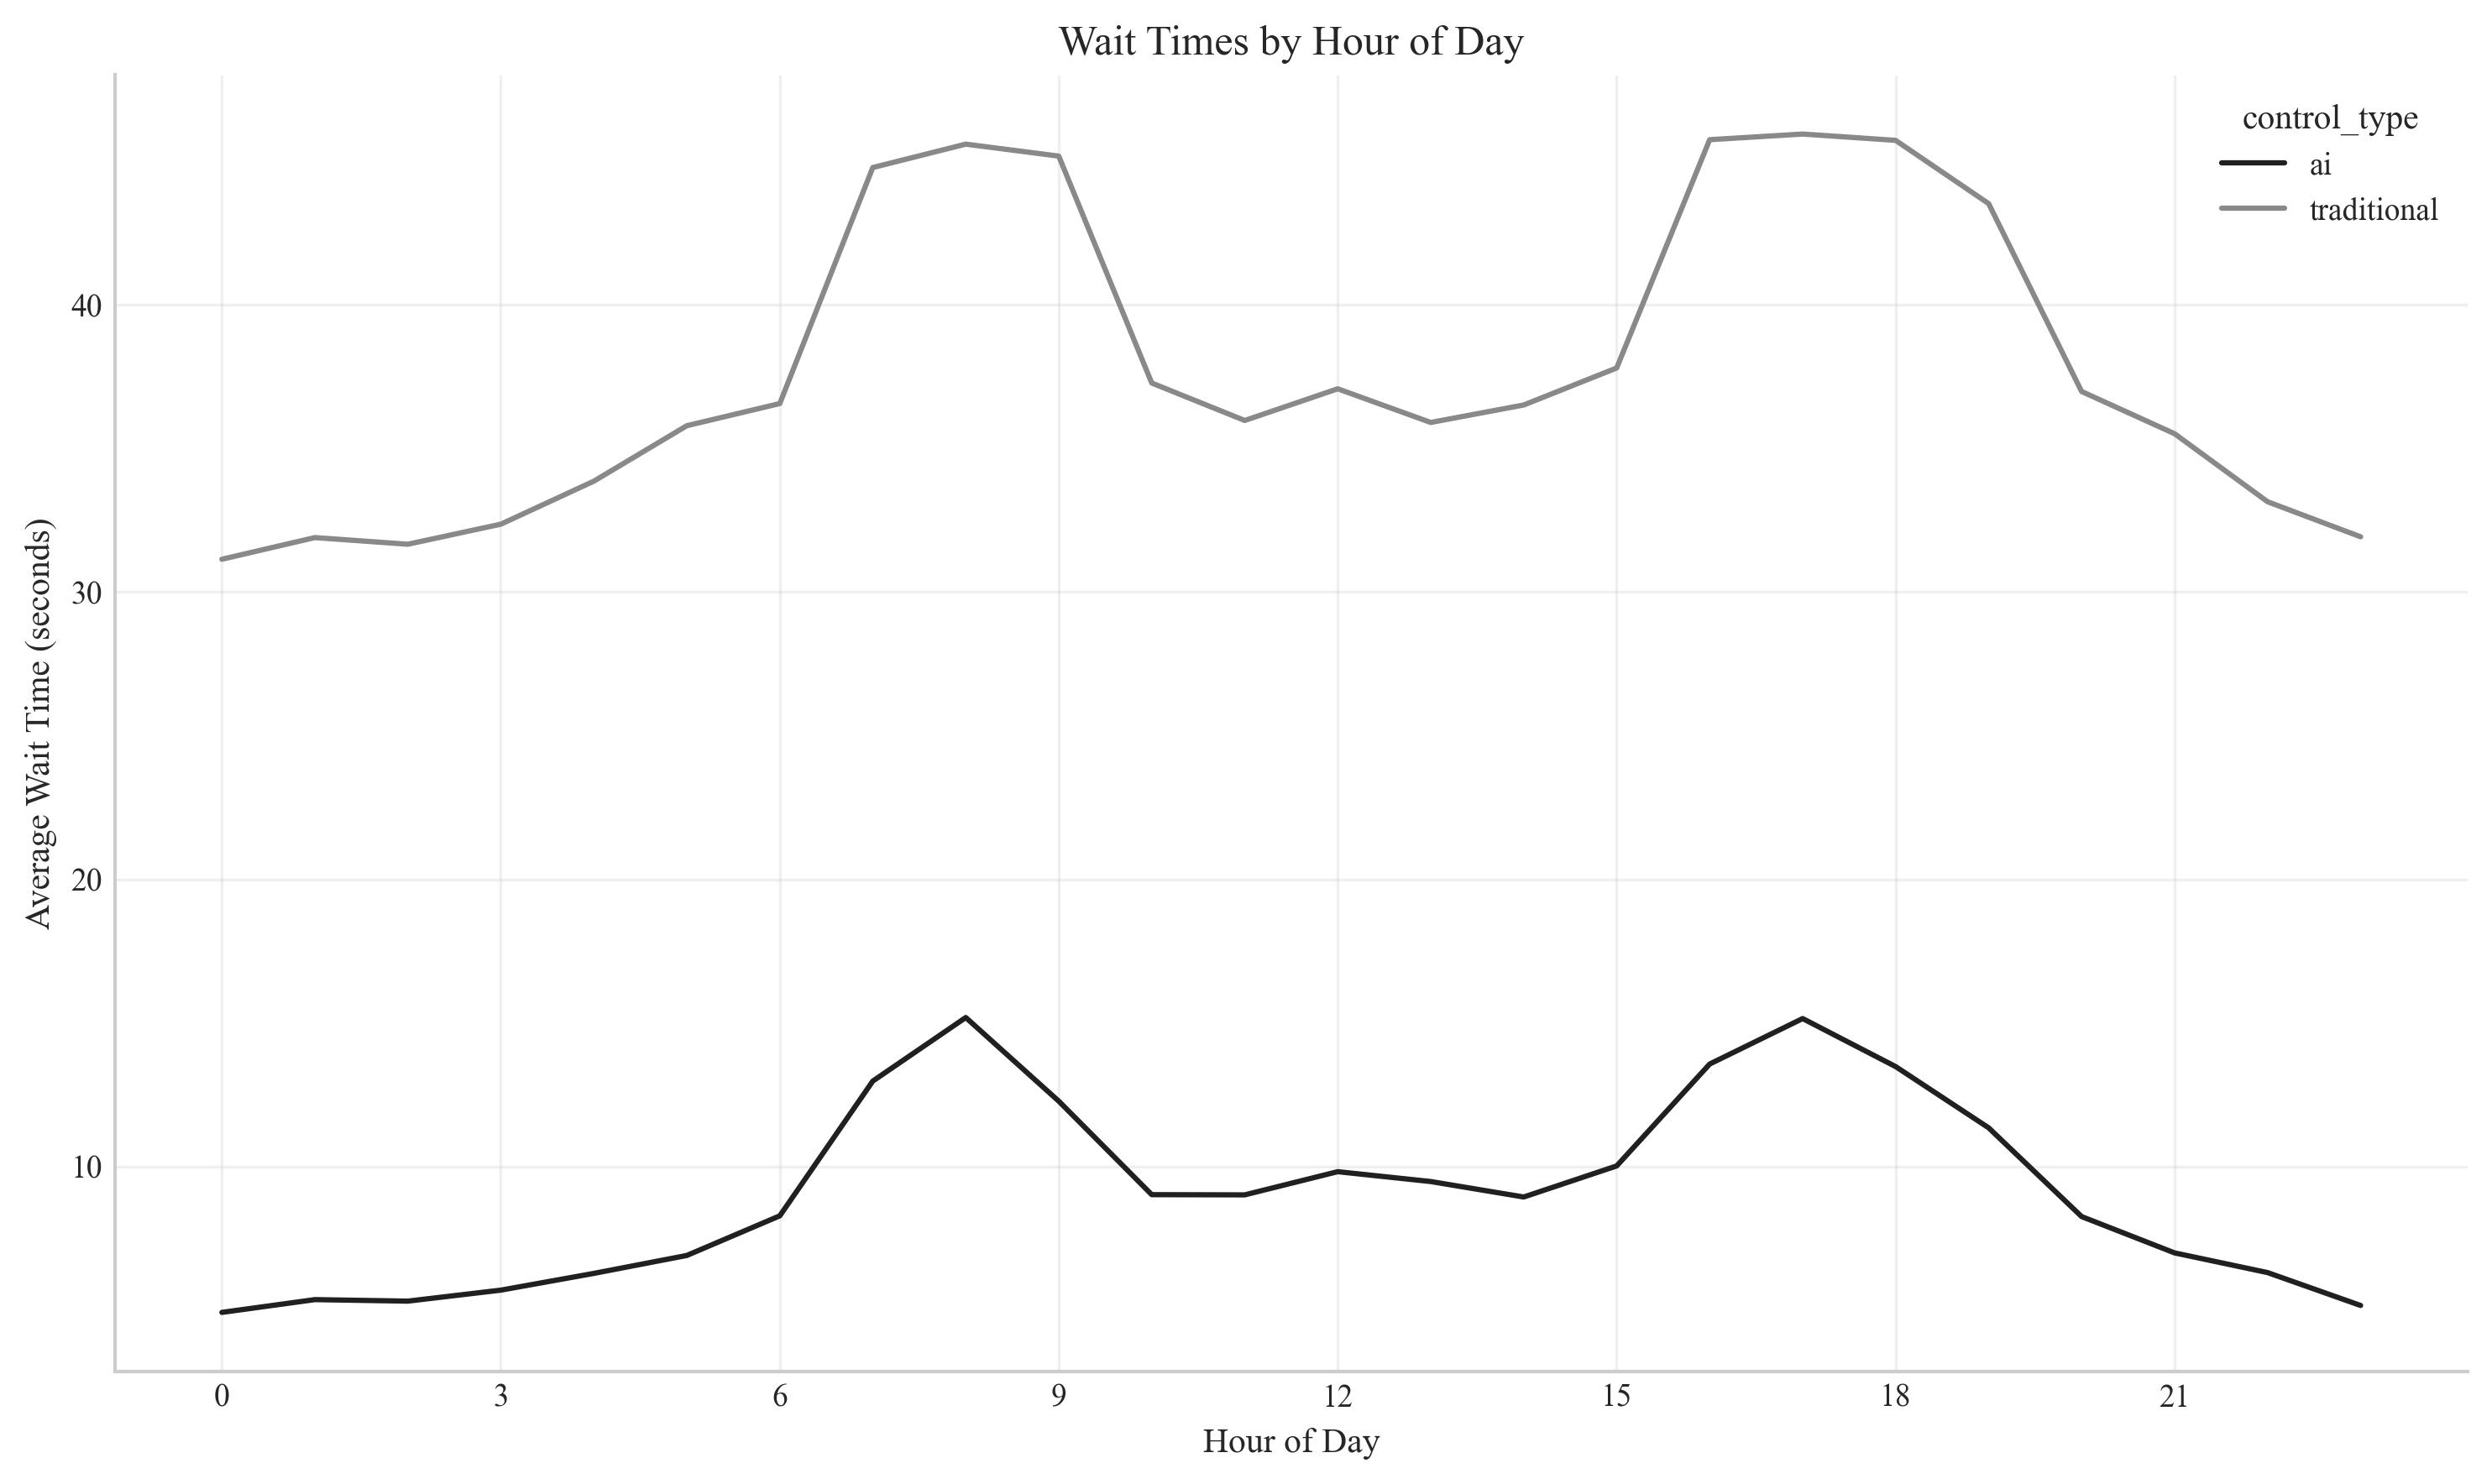 Wait Times by Hour of Day
control_type
ai
traditional
40
30
20
10
Average Wait Time (seconds)
0 3 6 9 12 15 18 21
Hour of Day